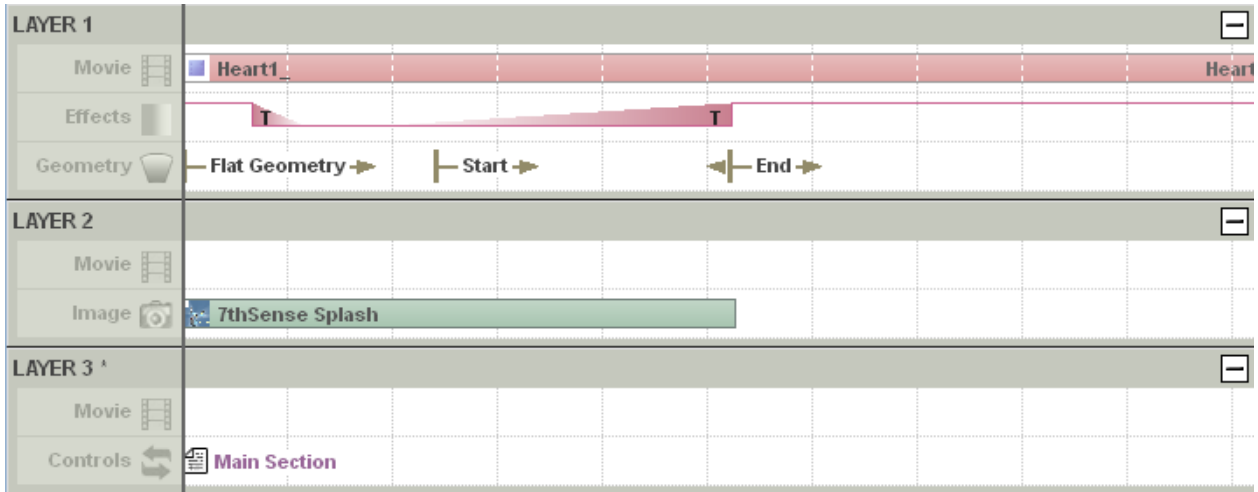 LAYER 1
Movie Heart1_ Heart
Effects T T
Geometry Flat Geometry Start End
LAYER 2
Movie
Image 7thSense Splash
LAYER 3 *
Movie
Controls Main Section